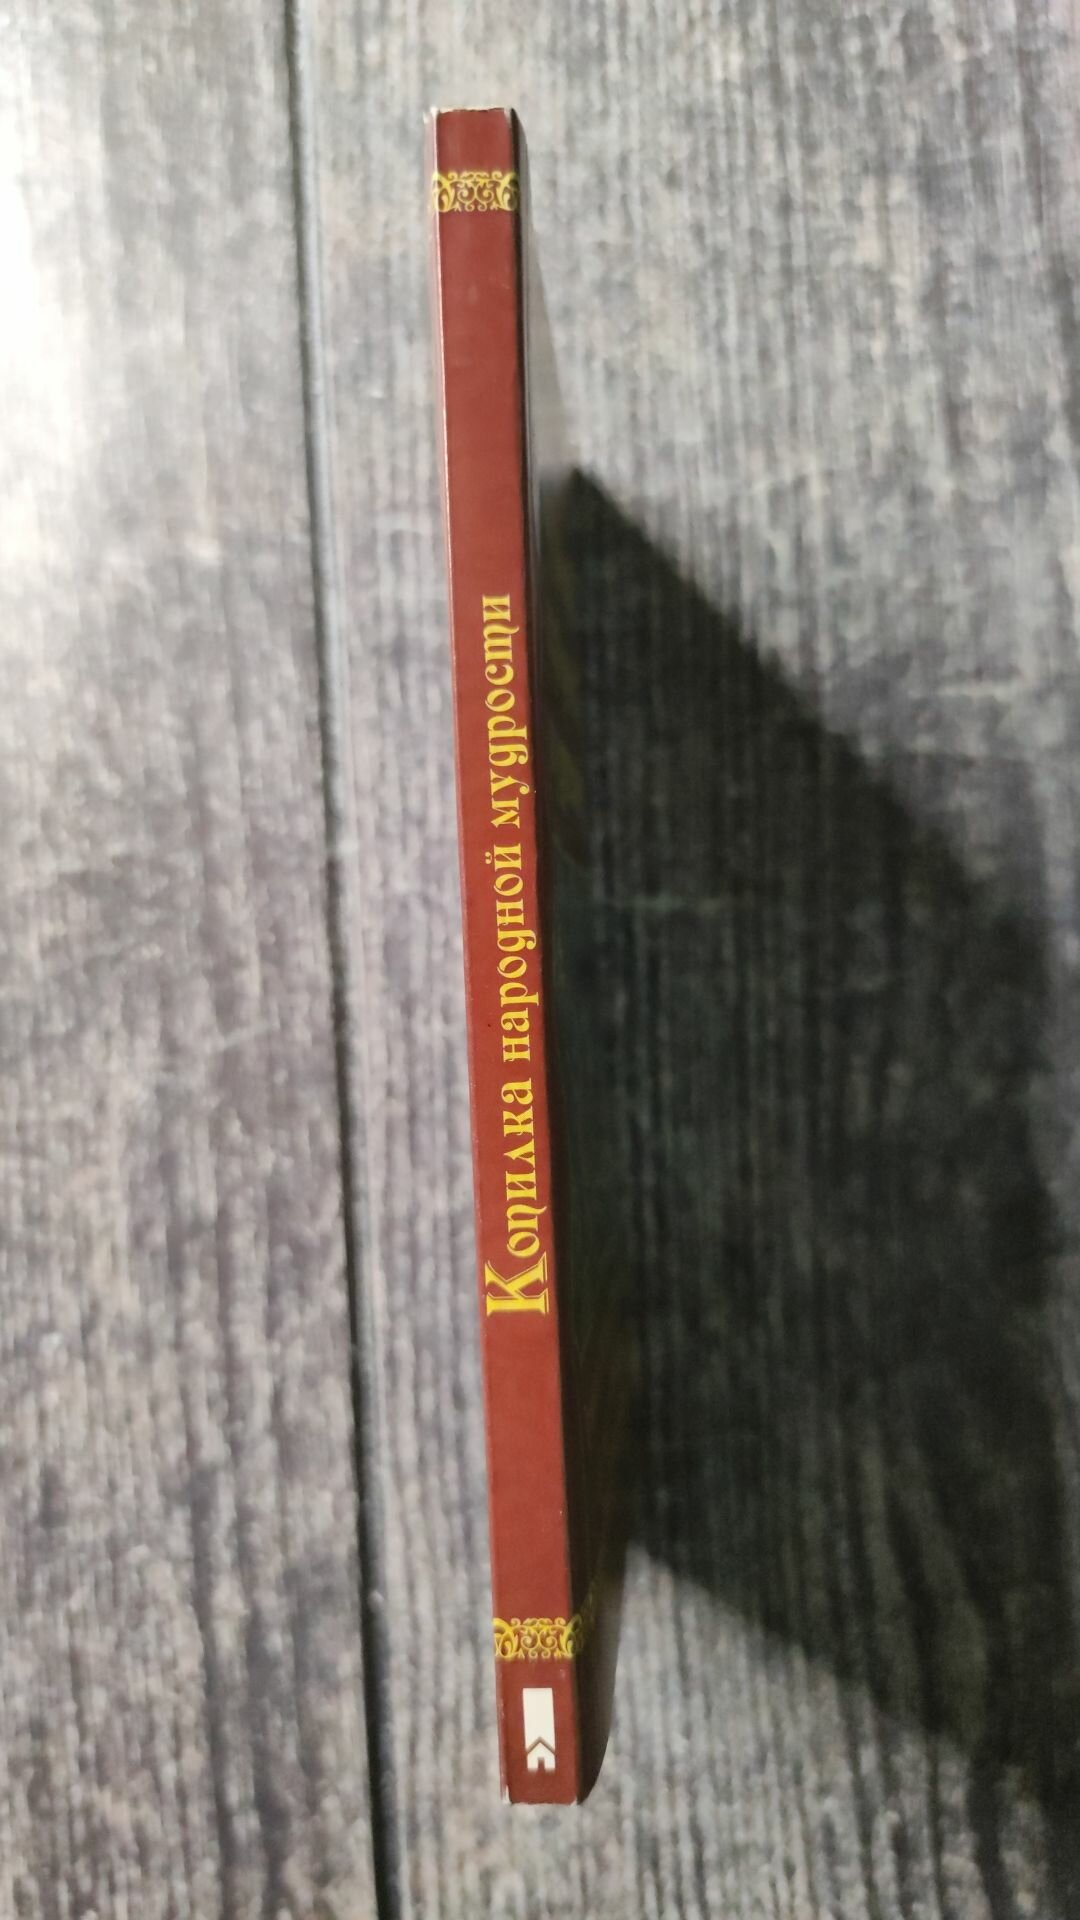 Копилка народной мудрости